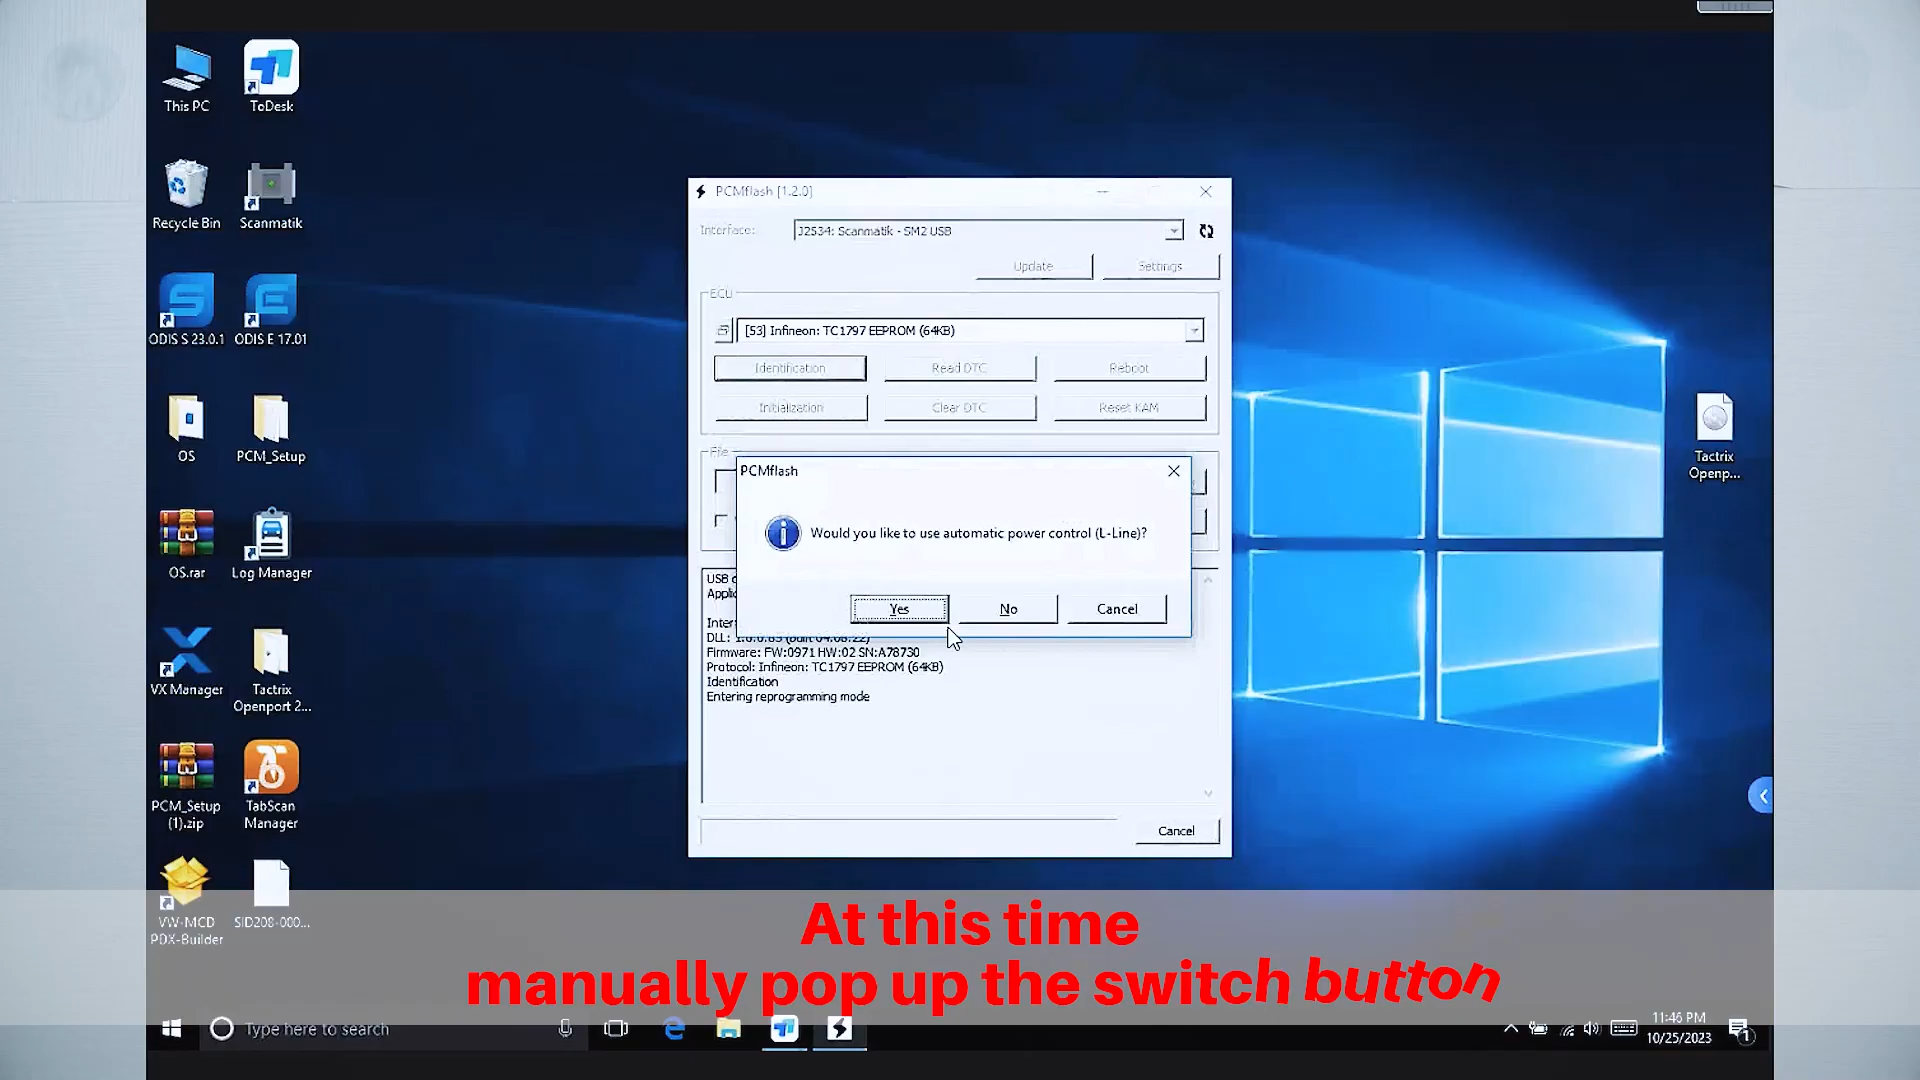 This PC
ToDesk
Recycle Bin
Scanmatik
ODIS S 23.0.1
ODIS E 17.01
OS
PCM_Setup
OS.rar
Log Manager
VX Manager
Tactrix
Openport 2...
PCM_Setup
(1).zip
TabScan
Manager
VW-MCD
PDX-Builder
SID208-000...
Tactrix
Openp...
PCMflash [1.2.0]
Interface:
J2534: Scanmatik - SM2 USB
Update
Settings
ECU
[53] Infineon: TC1797 EEPROM (64KB)
Identification
Read DTC
Reboot
Initialization
Clear DTC
Reset KAM
File
PCMflash
Would you like to use automatic power control (L-Line)?
Yes
No
Cancel
USB
Firmware: FW:0971 HW:02 SN:A78730
Protocol: Infineon: TC1797 EEPROM (64KB)
Identification
Entering reprogramming mode
Cancel
At this time
manually pop up the switch button
Type here to search
11:46 PM
10/25/2023
1